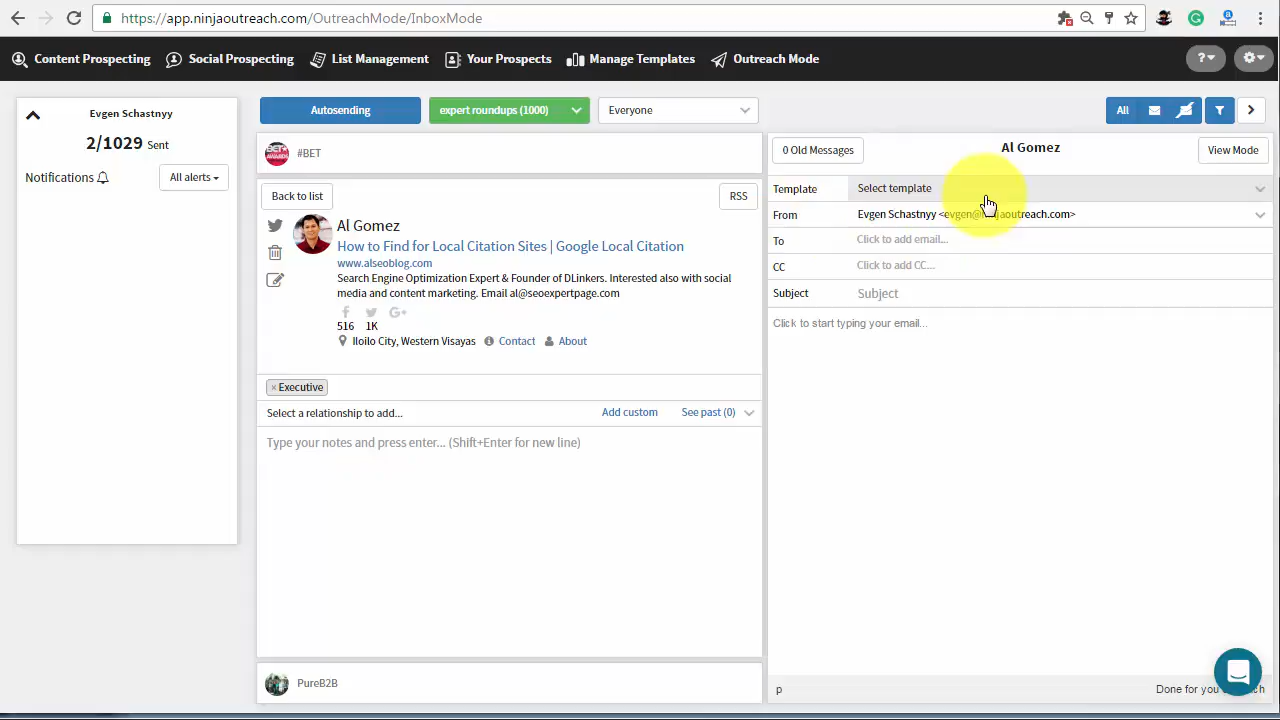 https://app.ninjaoutreach.com/OutreachMode/InboxMode
Content Prospecting
Social Prospecting
List Management
Your Prospects
Manage Templates
Outreach Mode
?
Evgen Schastnyy
2/1029 Sent
Notifications
All alerts
Autosending
expert roundups (1000)
Everyone
All
#BET
Back to list
RSS
Al Gomez
How to Find for Local Citation Sites | Google Local Citation
www.alseoblog.com
Search Engine Optimization Expert & Founder of DLinkers. Interested also with social
media and content marketing. Email al@seoexpertpage.com
516 1K
Iloilo City, Western Visayas
Contact
About
× Executive
Select a relationship to add...
Add custom
See past (0)
Type your notes and press enter... (Shift+Enter for new line)
PureB2B
0 Old Messages
Al Gomez
View Mode
Template
Select template
From
Evgen Schastnyy <evgen@ninjaoutreach.com>
To
Click to add email...
CC
Click to add CC...
Subject
Subject
Click to start typing your email...
p
Done for you